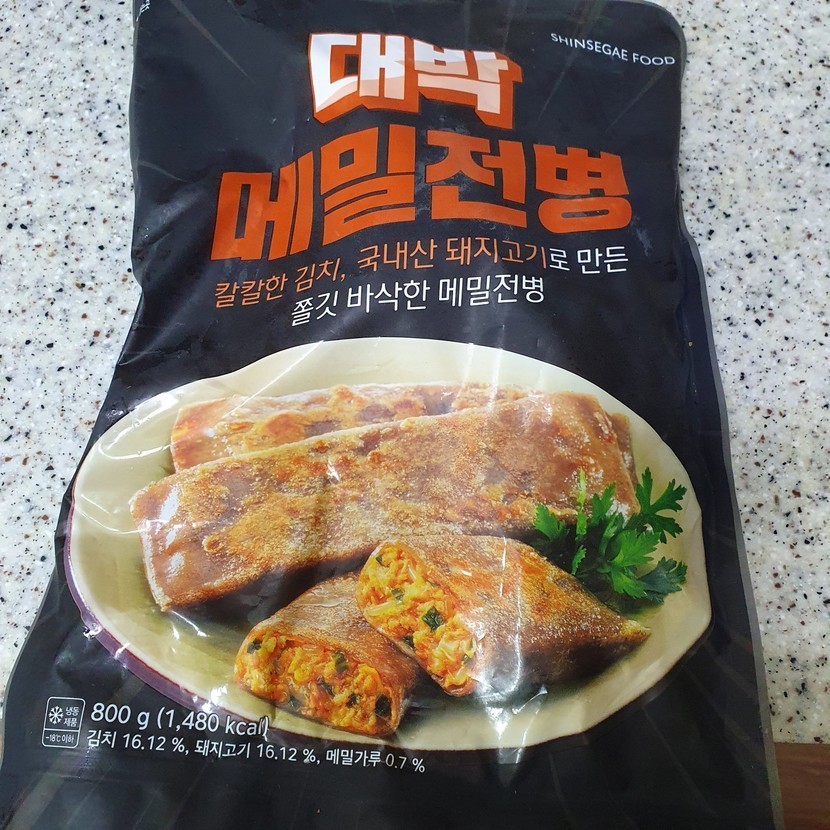 SHINSEGAE FOOD
대박
메밀전병
칼칼한 김치, 국내산 돼지고기로 만든
쫄깃 바삭한 메밀전병
냉동
제품
-18℃이하
800 g (1,480 kcal)
김치 16.12 %, 돼지고기 16.12 %, 메밀가루 0.7 %